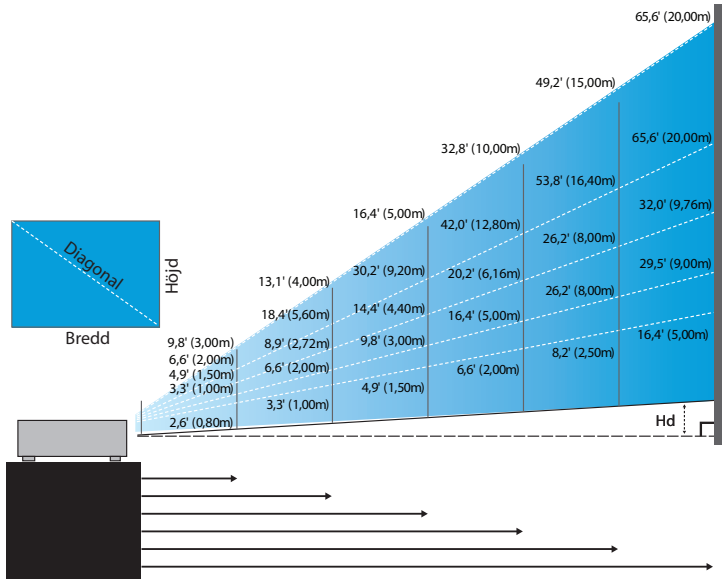 65,6' (20,00m)
49,2' (15,00m)
32,8' (10,00m)
65,6' (20,00m)
53,8' (16,40m)
16,4' (5,00m)
42,0' (12,80m)
32,0' (9,76m)
26,2' (8,00m)
Diagonal
Höjd
Bredd
13,1' (4,00m)
30,2' (9,20m)
20,2' (6,16m)
29,5' (9,00m)
26,2' (8,00m)
18,4'(5,60m)
14,4' (4,40m)
16,4' (5,00m)
9,8' (3,00m)
8,9' (2,72m)
9,8' (3,00m)
16,4' (5,00m)
6,6' (2,00m)
6,6' (2,00m)
8,2' (2,50m)
4,9' (1,50m)
6,6' (2,00m)
3,3' (1,00m)
4,9' (1,50m)
3,3' (1,00m)
2,6' (0,80m)
Hd